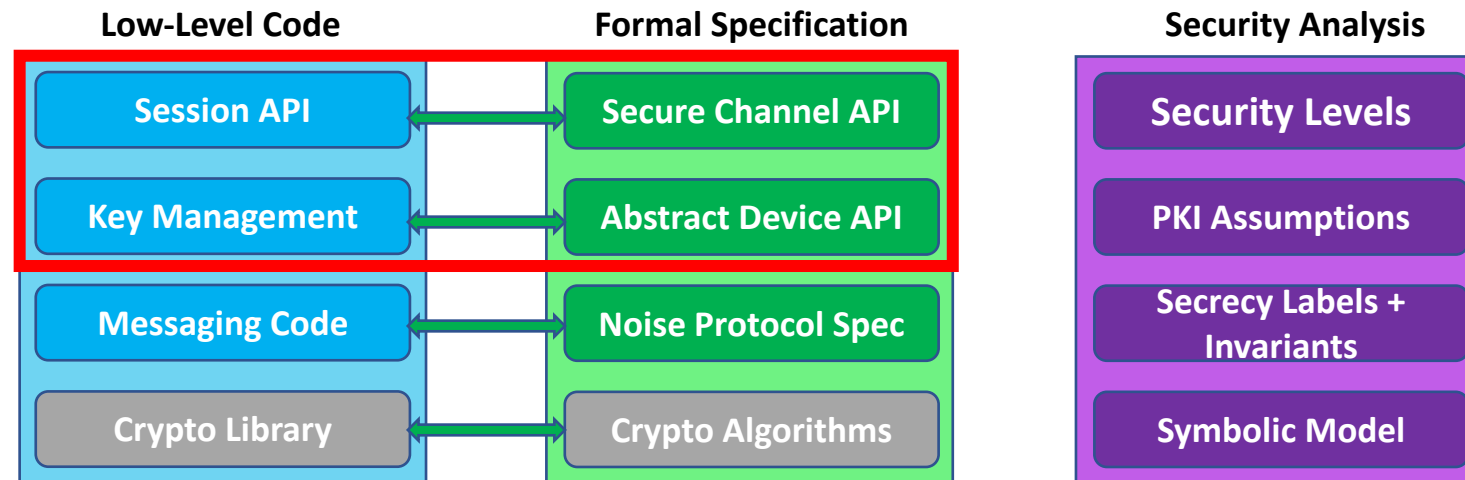 Low-Level Code
Formal Specification
Security Analysis
Session API
Secure Channel API
Security Levels
Key Management
Abstract Device API
PKI Assumptions
Messaging Code
Noise Protocol Spec
Secrecy Labels +
Invariants
Crypto Library
Crypto Algorithms
Symbolic Model